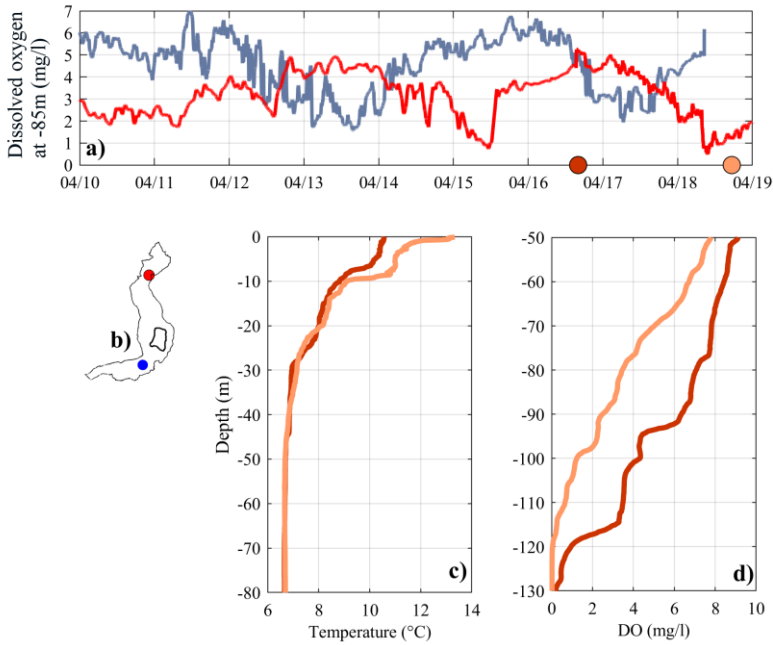 Dissolved oxygen
at -85m (mg/l)
7
6
5
4
3
2
1
0
a)
04/10 04/11 04/12 04/13 04/14 04/15 04/16 04/17 04/18 04/19
b)
Depth (m)
0
-10
-20
-30
-40
-50
-60
-70
-80
6 8 10 12 14
Temperature (°C)
c)
-50
-60
-70
-80
-90
-100
-110
-120
-130
0 2 4 6 8 10
DO (mg/l)
d)